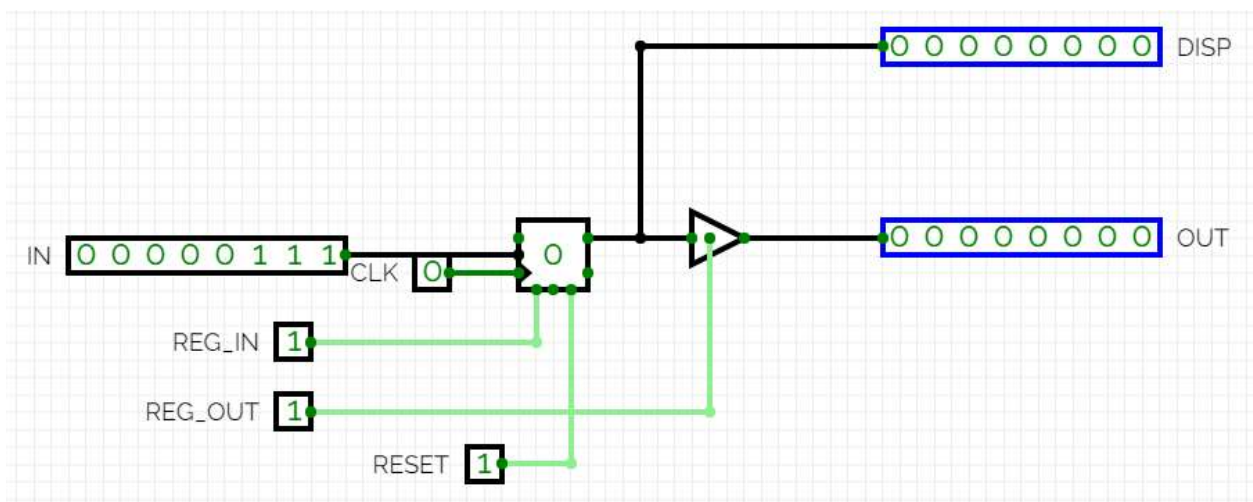 0 0 0 0 0 0 0 0 DISP
0 0 0 0 0 0 0 0 OUT
IN 0 0 0 0 0 1 1 1
0
CLK 0
REG_IN 1
REG_OUT 1
RESET 1